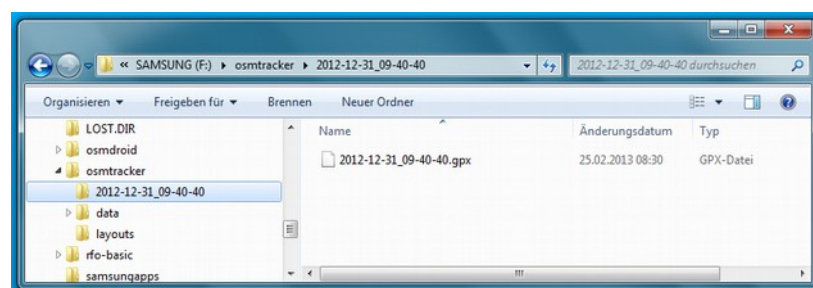 « SAMSUNG (F:) ▸ osmtracker ▸ 2012-12-31_09-40-40
2012-12-31_09-40-40 durchsuchen
Organisieren Freigeben für Brennen Neuer Ordner
LOST.DIR
osmdroid
osmtracker
2012-12-31_09-40-40
data
layouts
rfo-basic
samsungapps
Name Änderungsdatum Typ
2012-12-31_09-40-40.gpx 25.02.2013 08:30 GPX-Datei